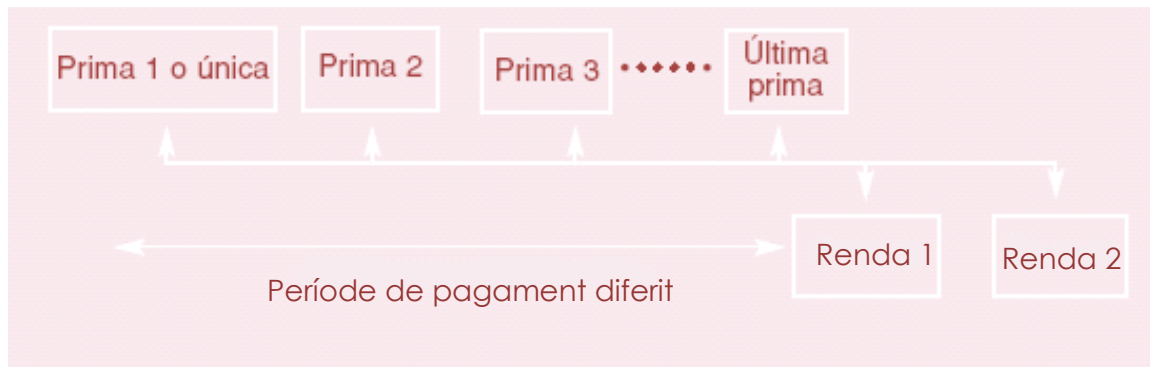 Prima 1 o única
Prima 2
Prima 3
Última
prima
Renda 1
Renda 2
Període de pagament diferit